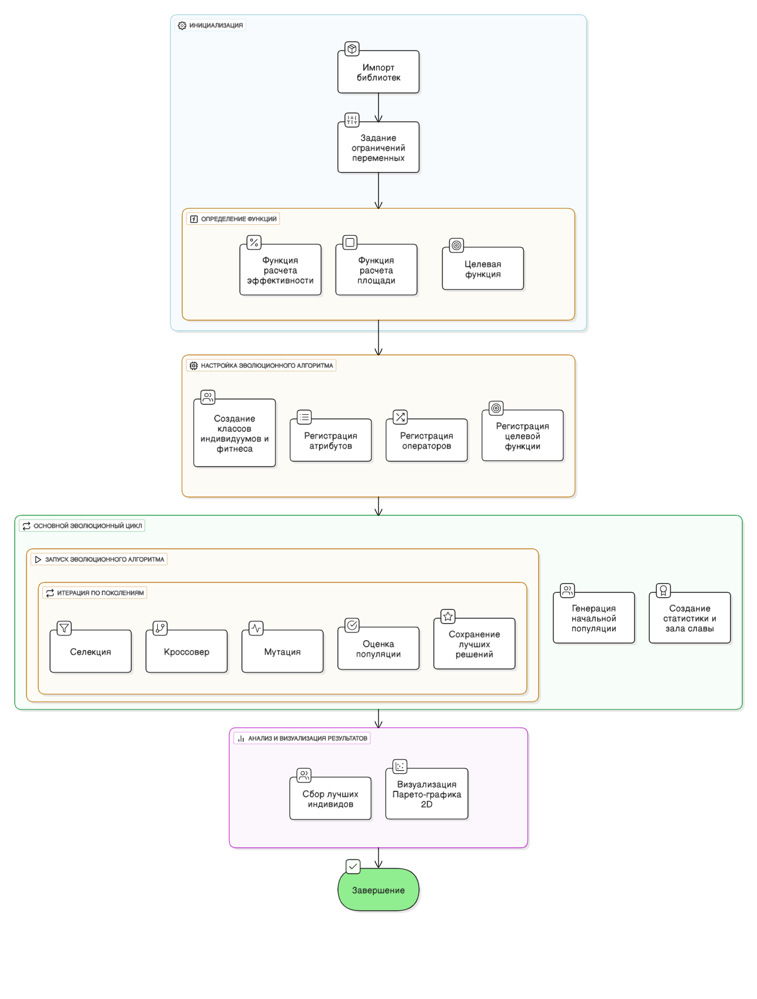 ИНИЦИАЛИЗАЦИЯ
Импорт
библиотек
Задание
ограничений
переменных
ОПРЕДЕЛЕНИЕ ФУНКЦИЙ
Функция
расчета
эффективности
Функция
расчета
площади
Целевая
функция
НАСТРОЙКА ЭВОЛЮЦИОННОГО АЛГОРИТМА
Создание
классов
индивидуумов и
фитнеса
Регистрация
атрибутов
Регистрация
операторов
Регистрация
целевой
функции
ОСНОВНОЙ ЭВОЛЮЦИОННЫЙ ЦИКЛ
ЗАПУСК ЭВОЛЮЦИОННОГО АЛГОРИТМА
ИТЕРАЦИЯ ПО ПОКОЛЕНИЯМ
Селекция
Кроссовер
Мутация
Оценка
популяции
Сохранение
лучших
решений
Генерация
начальной
популяции
Создание
статистики и
зала славы
АНАЛИЗ И ВИЗУАЛИЗАЦИЯ РЕЗУЛЬТАТОВ
Сбор лучших
индивидов
Визуализация
Парето-графика
2D
Завершение